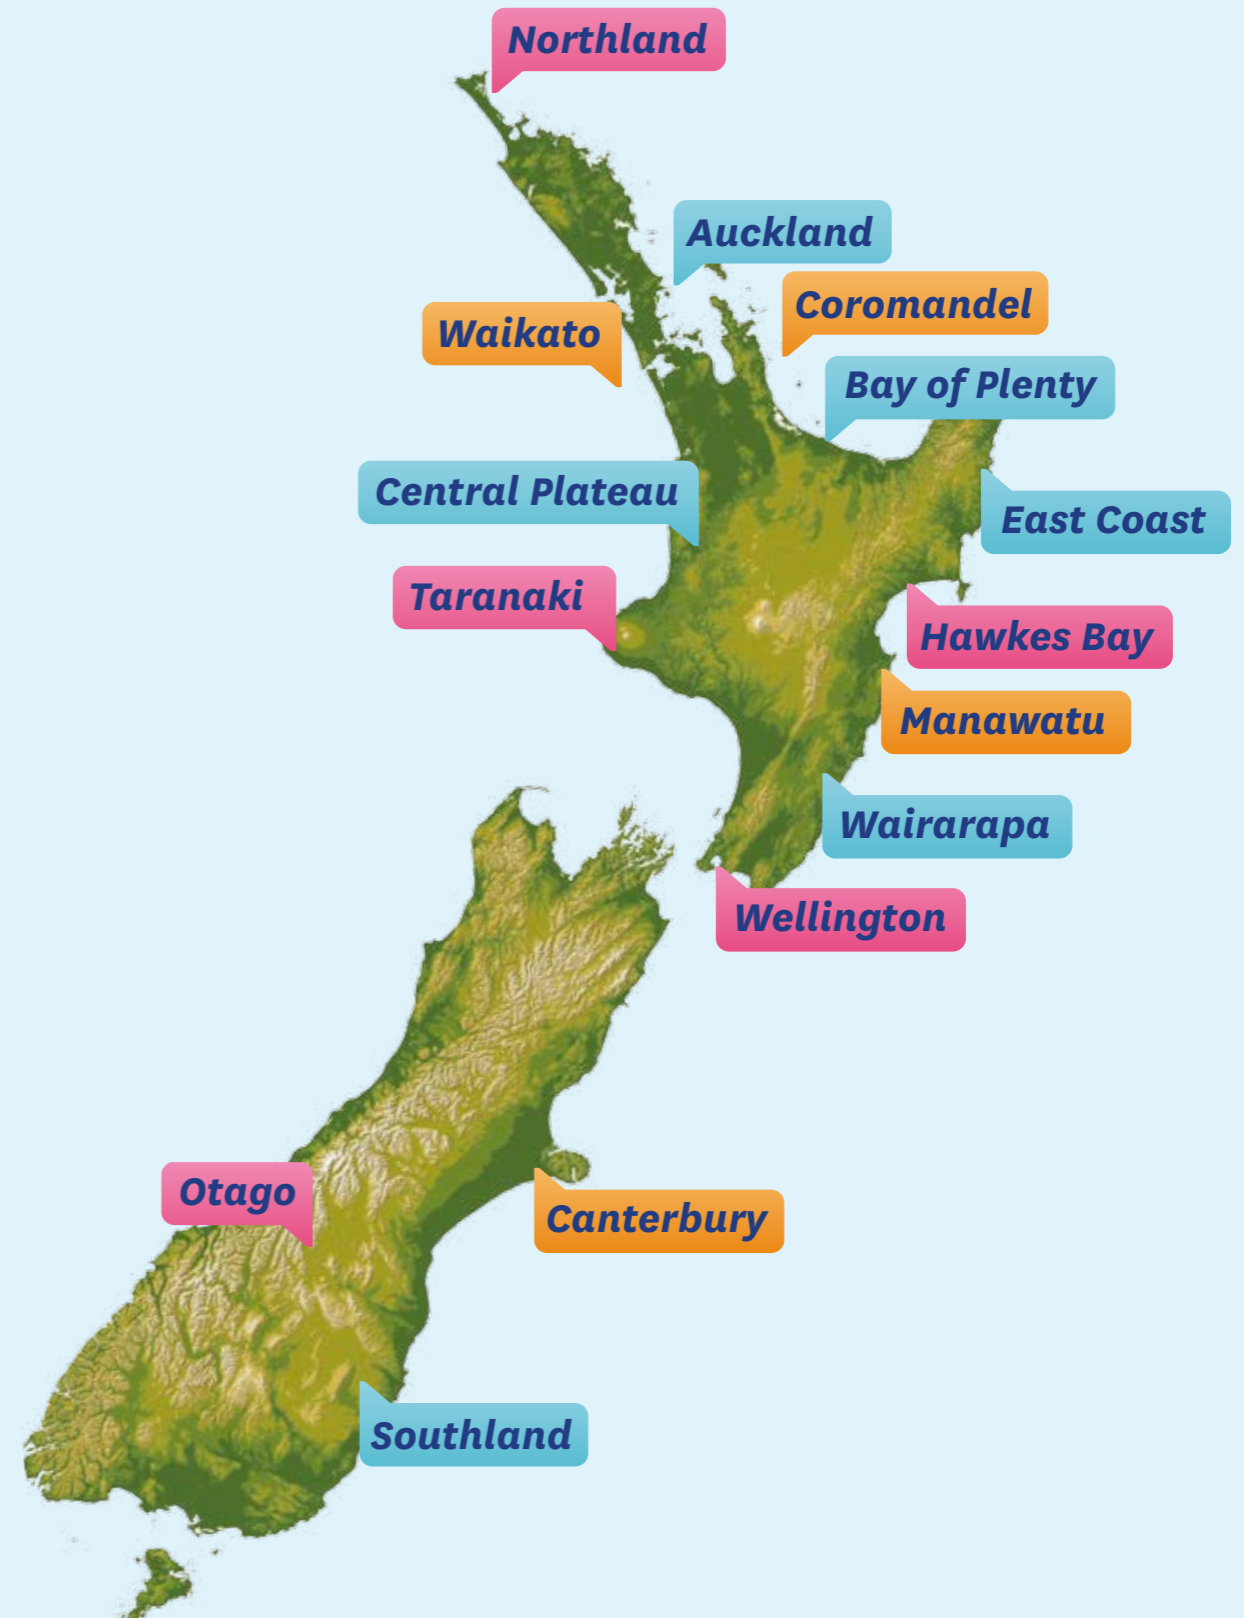 Northland
Auckland
Coromandel
Waikato
Bay of Plenty
Central Plateau
East Coast
Taranaki
Hawkes Bay
Manawatu
Wairarapa
Wellington
Otago
Canterbury
Southland